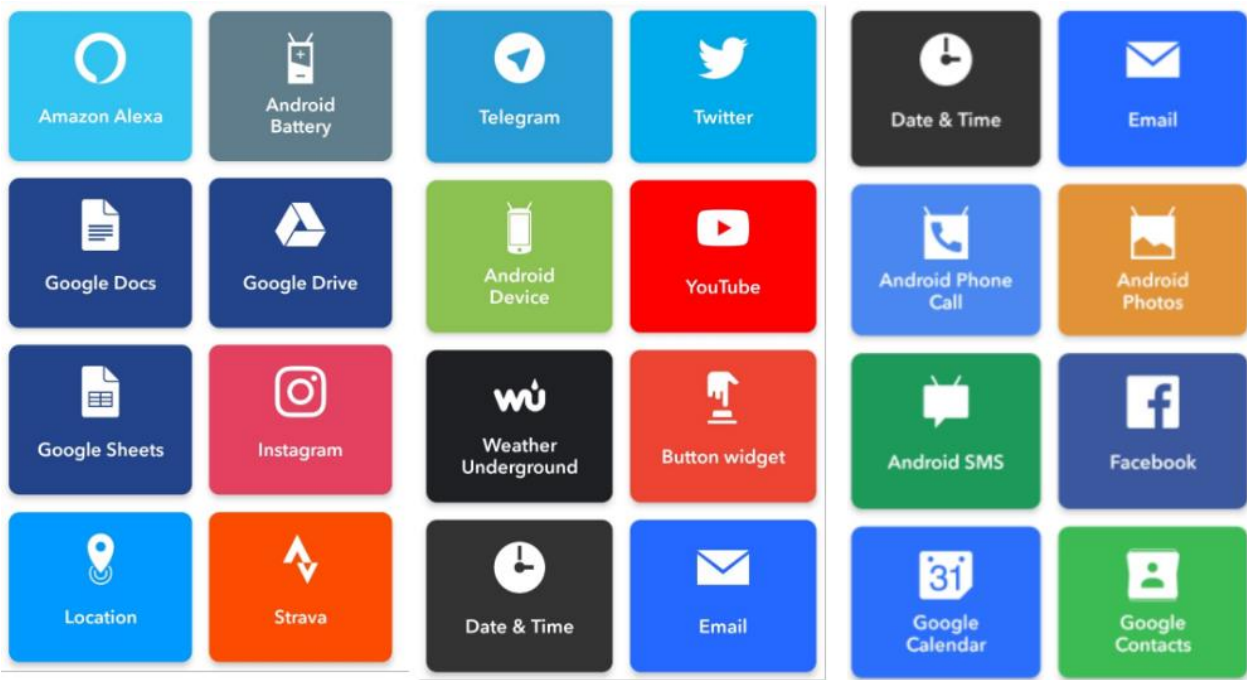 Amazon Alexa
Android
Battery
Google Docs
Google Drive
Google Sheets
Instagram
Location
Strava
Telegram
Twitter
Android
Device
YouTube
wu
Weather
Underground
Button widget
Date & Time
Email
Date & Time
Email
Android Phone
Call
Android
Photos
Android SMS
Facebook
31
Google
Calendar
Google
Contacts